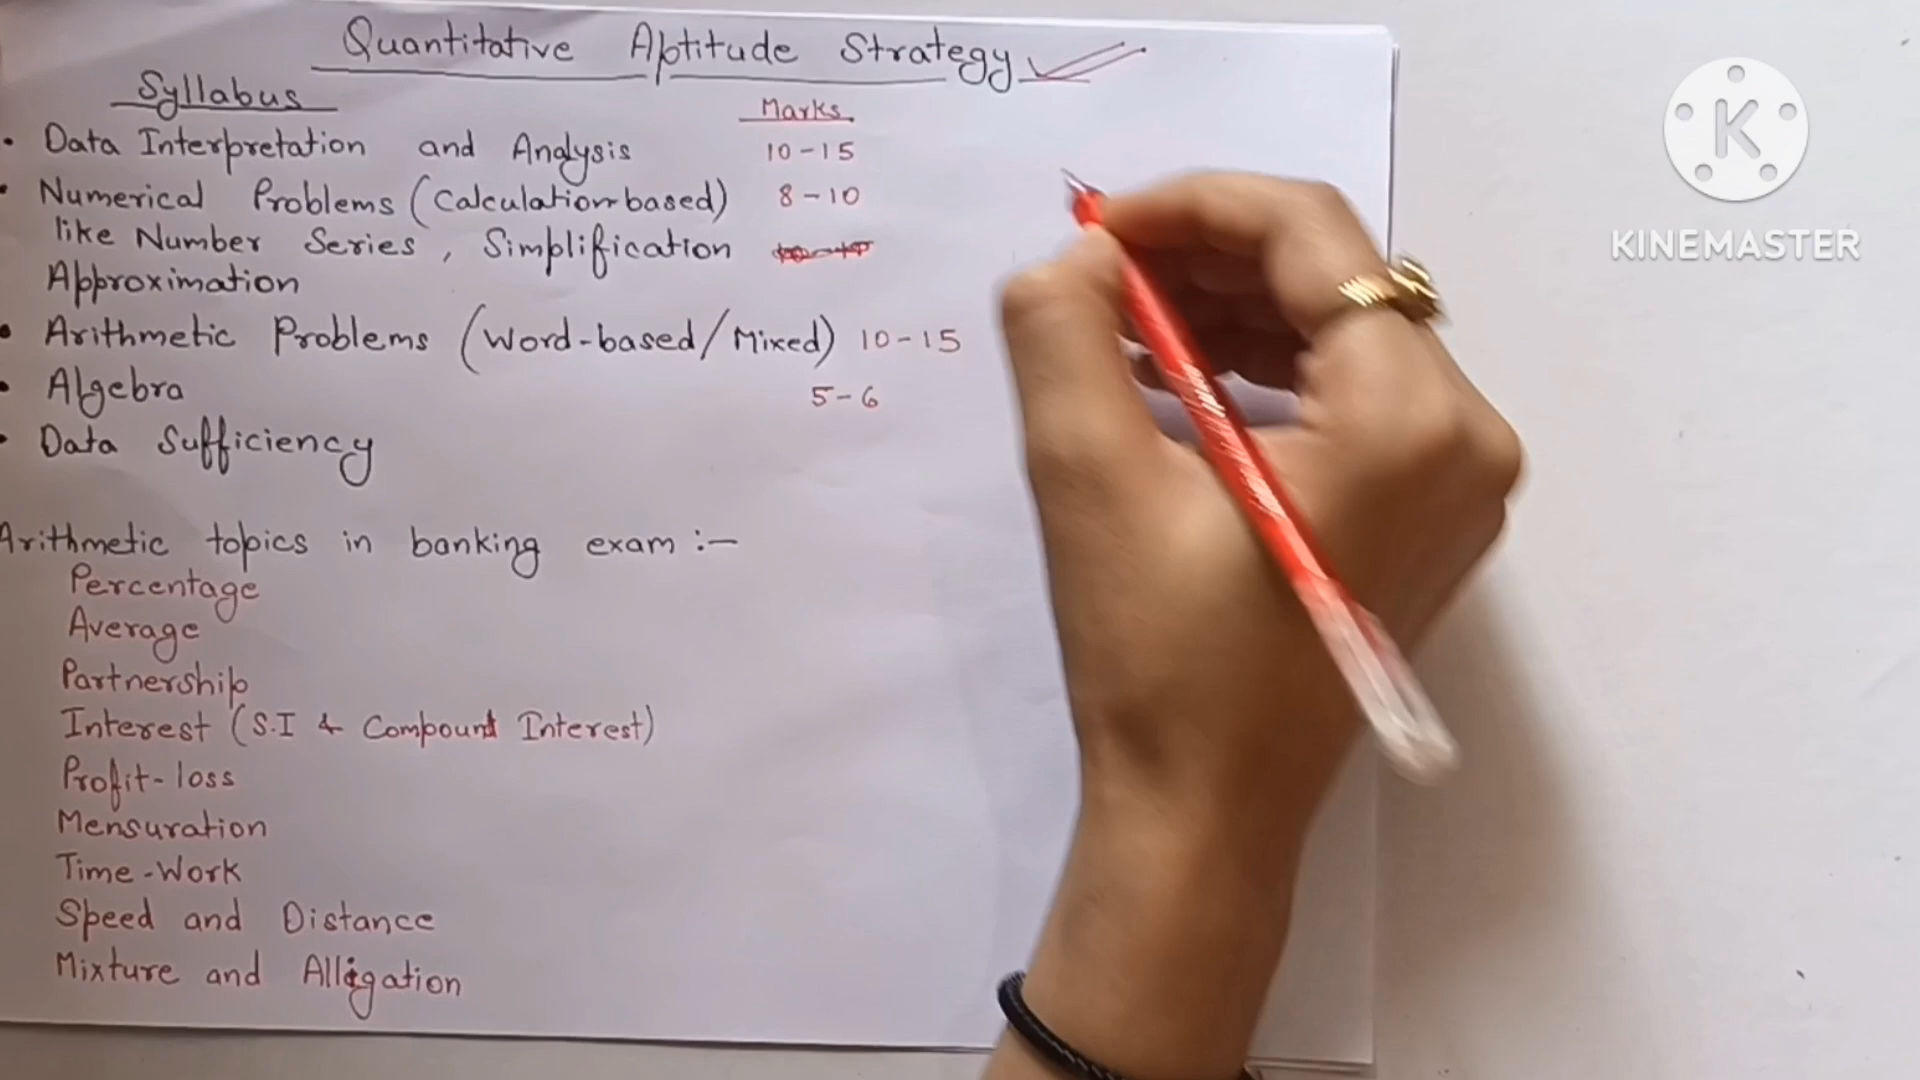 Quantitative Aptitude Strategy
Syllabus
Marks
• Data Interpretation and Analysis 10-15
• Numerical Problems (Calculation-based) 8-10
like Number Series, Simplification
Approximation
• Arithmetic Problems (Word-based/Mixed) 10-15
• Algebra 5-6
• Data Sufficiency
Arithmetic topics in banking exam :-
Percentage
Average
Partnership
Interest (S.I & Compount Interest)
Profit-loss
Mensuration
Time-Work
Speed and Distance
Mixture and Alligation
K
KINEMASTER